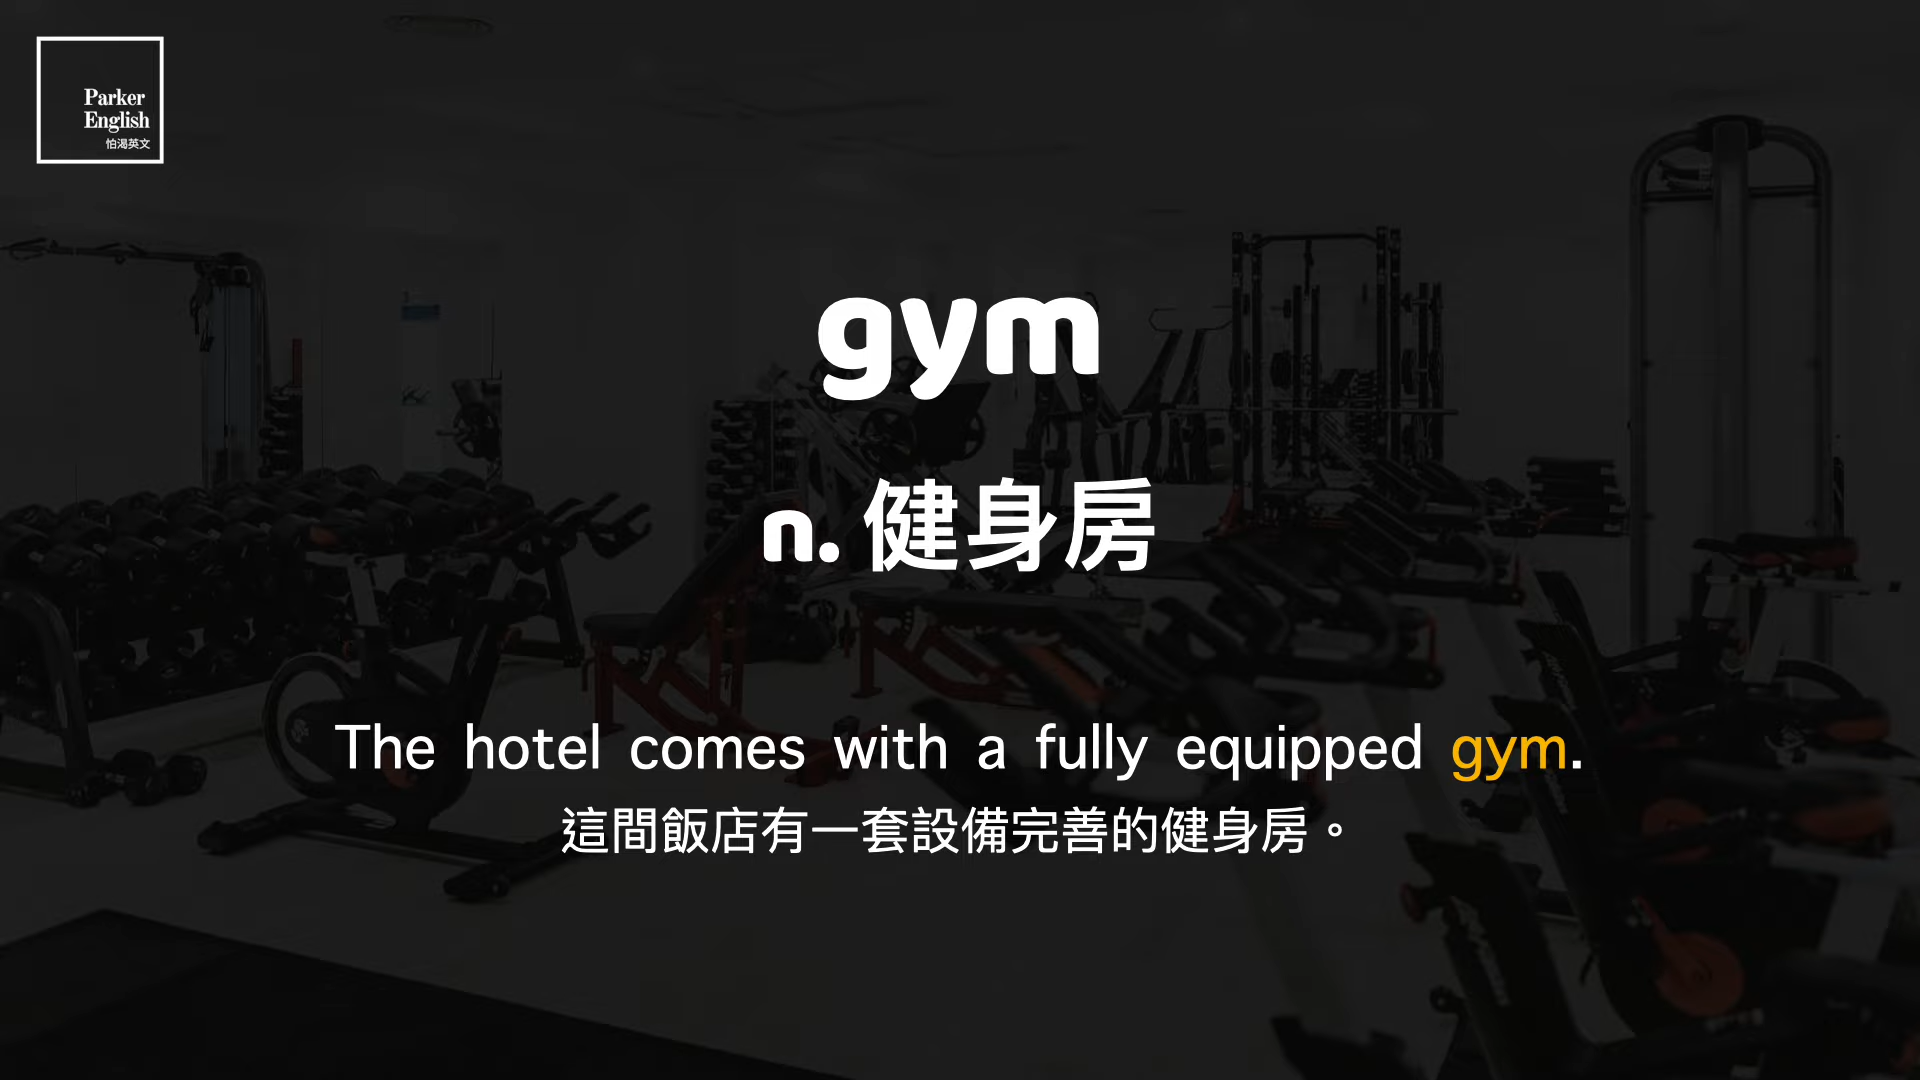 Parker
English
怕渴英文
gym
n. 健身房
The hotel comes with a fully equipped gym.
這間飯店有一套設備完善的健身房。